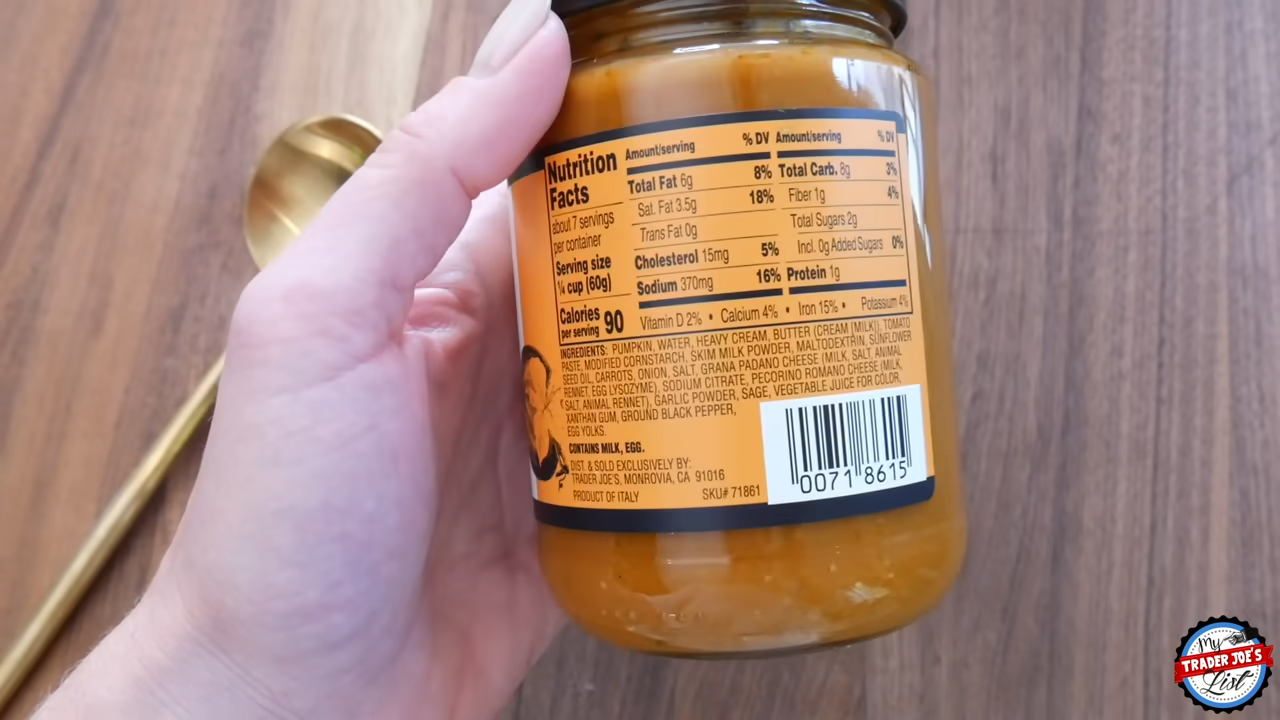 Nutrition
Facts
about 7 servings
per container
Serving size
¼ cup (60g)
Calories
per serving 90
Amount/serving % DV
Total Fat 6g 8%
Sat. Fat 3.5g 18%
Trans Fat 0g
Cholesterol 15mg 5%
Sodium 370mg 16%
Amount/serving % DV
Total Carb. 8g 3%
Fiber 1g 4%
Total Sugars 2g
Incl. 0g Added Sugars 0%
Protein 1g
Vitamin D 2% • Calcium 4% • Iron 15% • Potassium 4%
INGREDIENTS: PUMPKIN, WATER, HEAVY CREAM, BUTTER (CREAM [MILK]), TOMATO
PASTE, MODIFIED CORNSTARCH, SKIM MILK POWDER, MALTODEXTRIN, SUNFLOWER
SEED OIL, CARROTS, ONION, SALT, GRANA PADANO CHEESE (MILK, SALT, ANIMAL
RENNET, EGG LYSOZYME), SODIUM CITRATE, PECORINO ROMANO CHEESE (MILK,
SALT, ANIMAL RENNET), GARLIC POWDER, SAGE, VEGETABLE JUICE FOR COLOR,
XANTHAN GUM, GROUND BLACK PEPPER,
EGG YOLKS.
CONTAINS MILK, EGG.
DIST. & SOLD EXCLUSIVELY BY:
TRADER JOE'S, MONROVIA, CA 91016
PRODUCT OF ITALY SKU# 71861
0071 8615
My
TRADER JOE'S
List